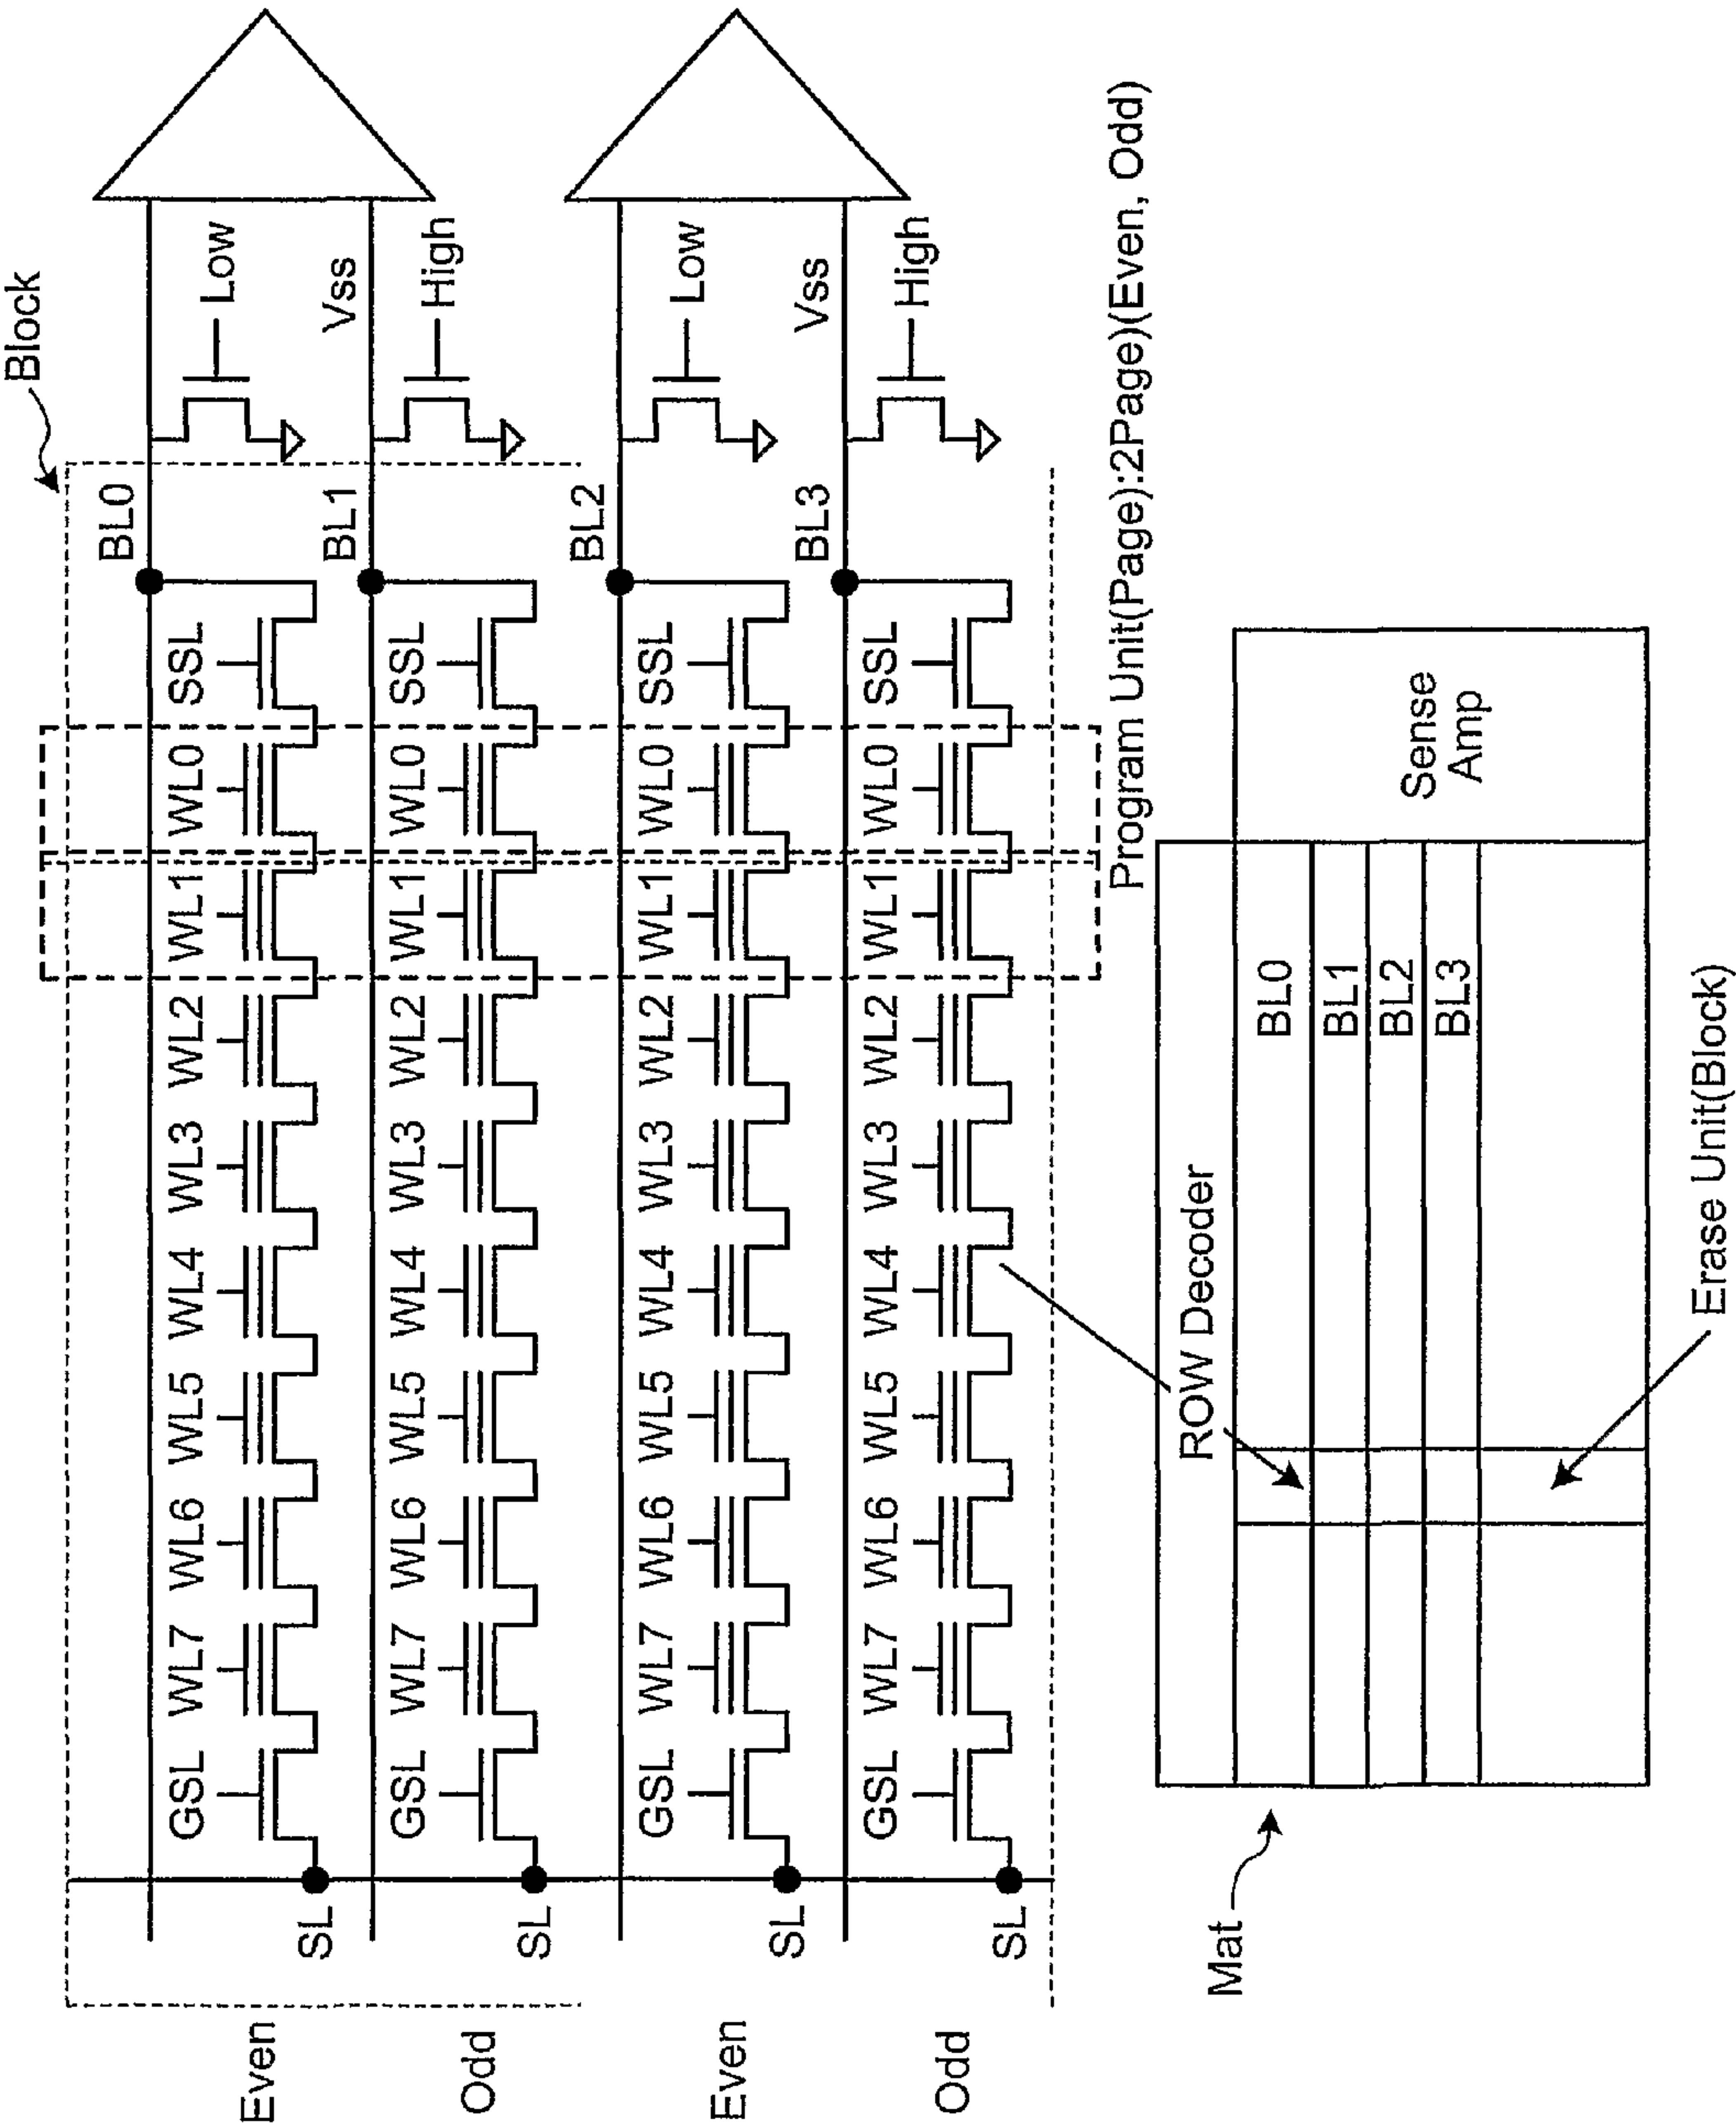 Block
BL0
Low
Even
GSL WL7 WL6 WL5 WL4 WL3 WL2 WL1 WL0 SSL
SL
BL1
Vss
High
Odd
GSL WL7 WL6 WL5 WL4 WL3 WL2 WL1 WL0 SSL
SL
BL2
Low
Even
GSL WL7 WL6 WL5 WL4 WL3 WL2 WL1 WL0 SSL
SL
BL3
Vss
High
Odd
GSL WL7 WL6 WL5 WL4 WL3 WL2 WL1 WL0 SSL
SL
Program Unit(Page):2Page)(Even, Odd)
Mat
ROW Decoder
BL0
BL1
BL2
BL3
Sense
Amp
Erase Unit(Block)